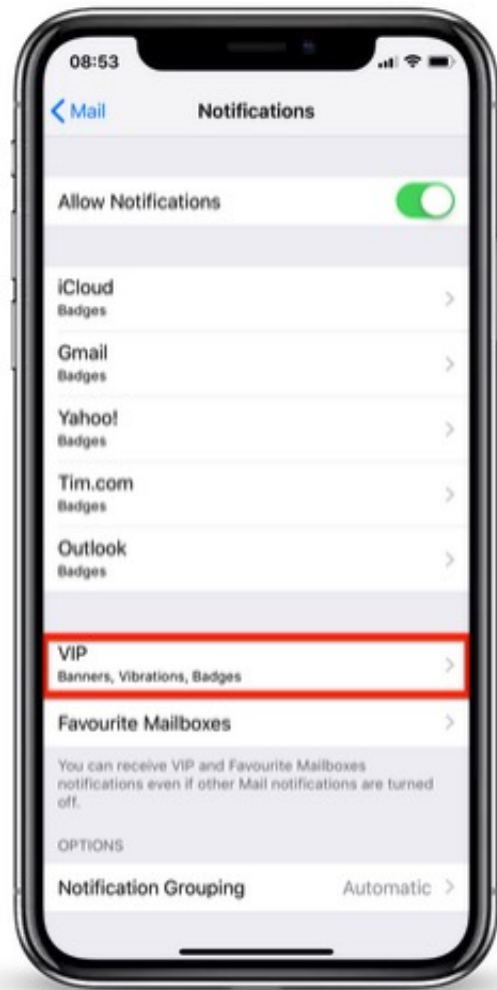 08:53
Mail
Notifications
Allow Notifications
iCloud
Badges
Gmail
Badges
Yahoo!
Badges
Tim.com
Badges
Outlook
Badges
VIP
Banners, Vibrations, Badges
Favourite Mailboxes
You can receive VIP and Favourite Mailboxes
notifications even if other Mail notifications are turned
off.
OPTIONS
Notification Grouping Automatic